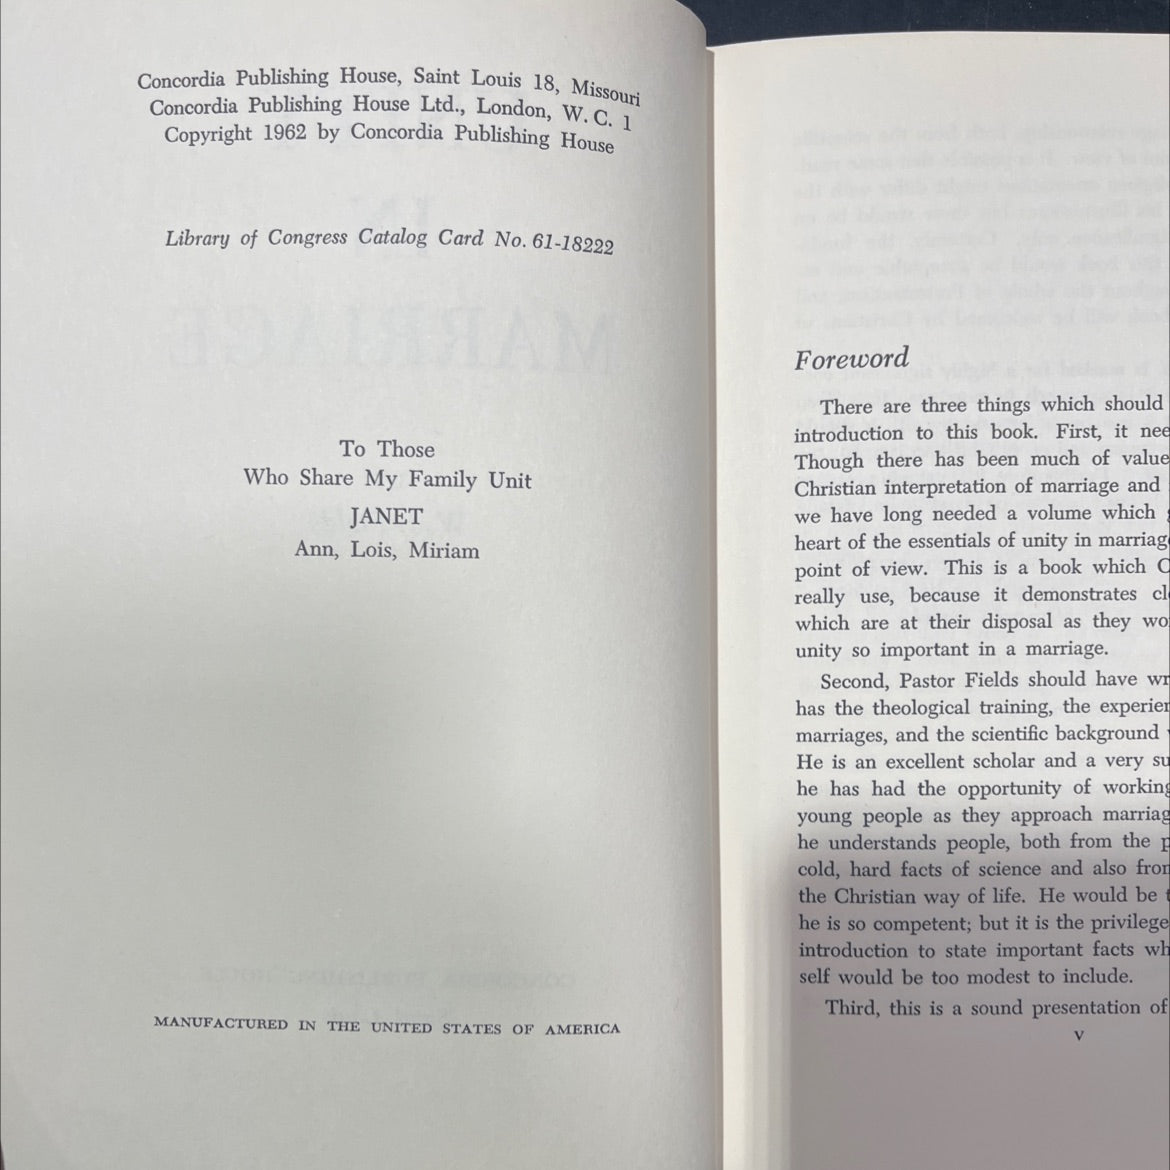 Concordia Publishing House, Saint Louis 18, Missouri
Concordia Publishing House Ltd., London, W. C. 1
Copyright 1962 by Concordia Publishing House
Library of Congress Catalog Card No. 61-18222
To Those
Who Share My Family Unit
JANET
Ann, Lois, Miriam
MANUFACTURED IN THE UNITED STATES OF AMERICA
Foreword
There are three things which should
introduction to this book. First, it nee
Though there has been much of value
Christian interpretation of marriage and
we have long needed a volume which
heart of the essentials of unity in marriag
point of view. This is a book which C
really use, because it demonstrates cl
which are at their disposal as they wo
unity so important in a marriage.
Second, Pastor Fields should have wr
has the theological training, the experien
marriages, and the scientific background
He is an excellent scholar and a very su
he has had the opportunity of working
young people as they approach marriag
he understands people, both from the p
cold, hard facts of science and also from
the Christian way of life. He would be t
he is so competent; but it is the privilege
introduction to state important facts wh
self would be too modest to include.
Third, this is a sound presentation of
v